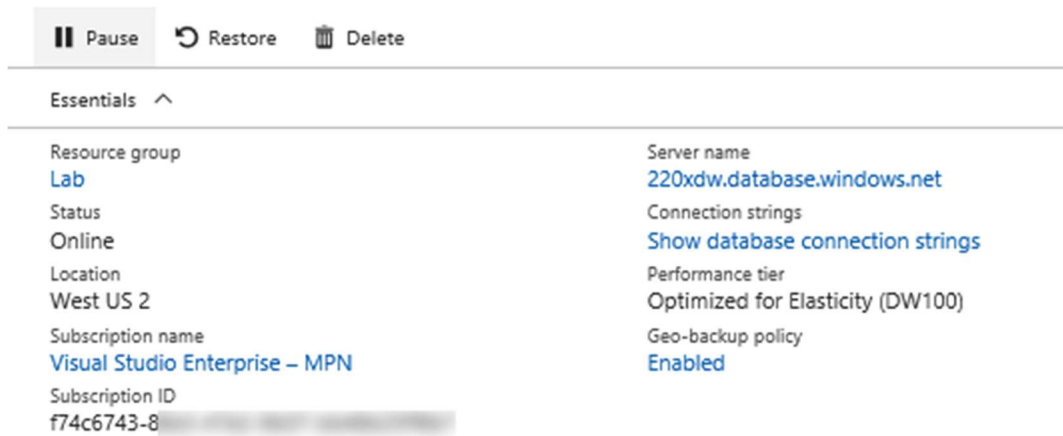 Pause Restore Delete
Essentials
Resource group
Lab
Status
Online
Location
West US 2
Subscription name
Visual Studio Enterprise – MPN
Subscription ID
f74c6743-8
Server name
220xdw.database.windows.net
Connection strings
Show database connection strings
Performance tier
Optimized for Elasticity (DW100)
Geo-backup policy
Enabled